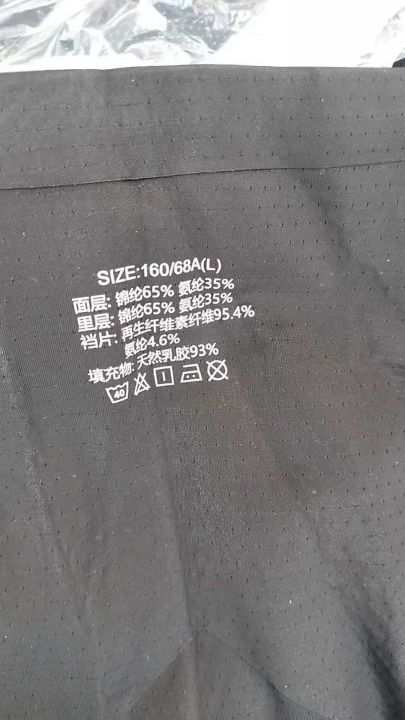 SIZE:160/68A(L)
面层: 锦纶65% 氨纶35%
里层: 锦纶65% 氨纶35%
裆片: 再生纤维素纤维95.4%
氨纶4.6%
填充物: 天然乳胶93%
40